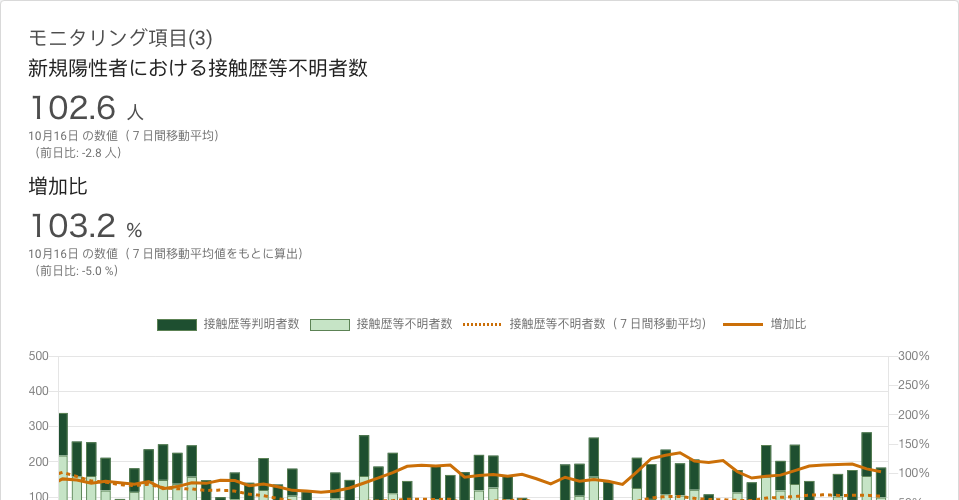 モニタリング項目(3)
新規陽性者における接触歴等不明者数
102.6 人
10月16日 の数値（７日間移動平均）
（前日比: -2.8 人）
増加比
103.2 %
10月16日 の数値（７日間移動平均値をもとに算出）
（前日比: -5.0 %）
接触歴等判明者数 接触歴等不明者数 接触歴等不明者数（７日間移動平均） 増加比
500 300%
250%
400
200%
300
150%
200
100%
100